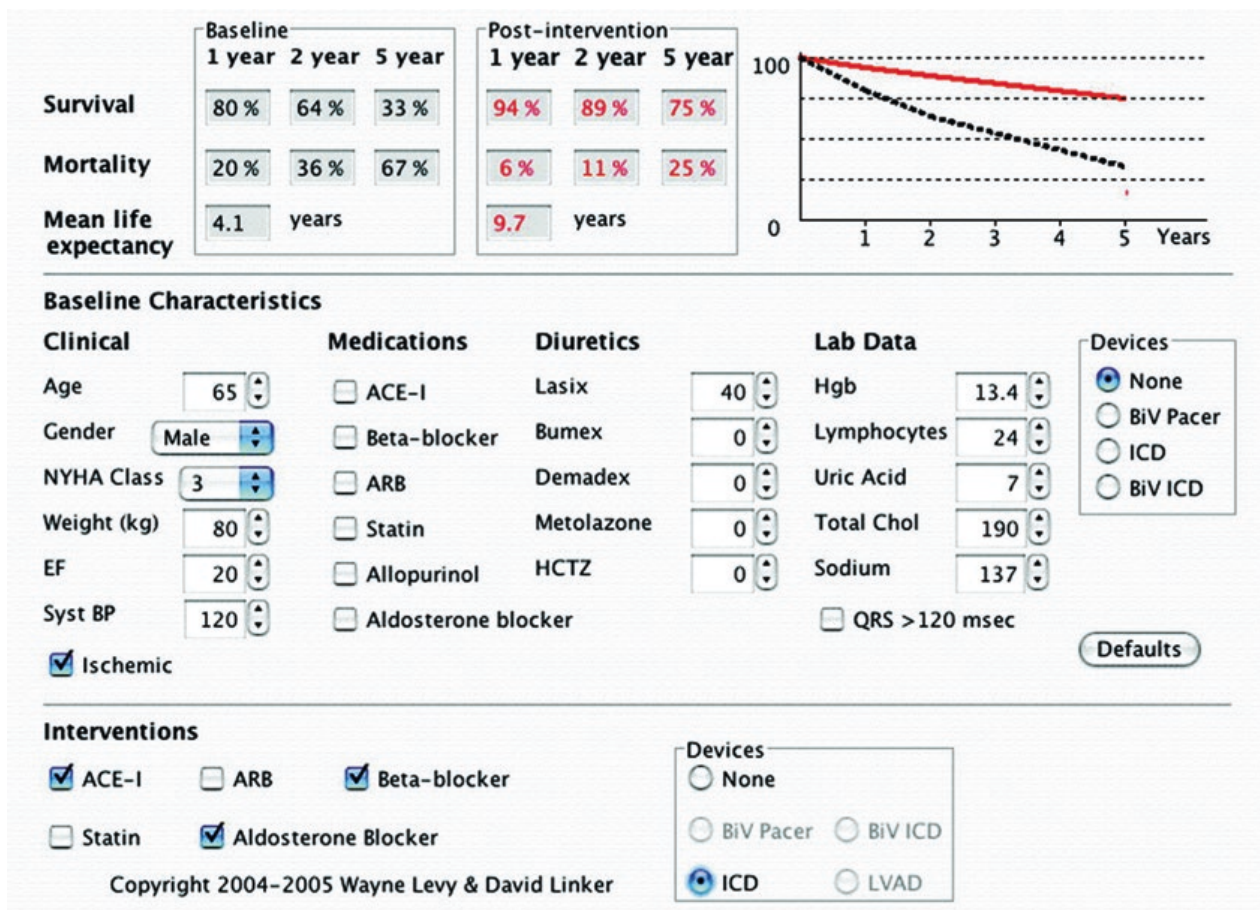 Baseline Post-intervention
1 year 2 year 5 year 1 year 2 year 5 year
100
Survival 80 % 64 % 33 % 94 % 89 % 75 %
Mortality 20 % 36 % 67 % 6 % 11 % 25 %
Mean life expectancy 4.1 years 9.7 years
0
1 2 3 4 5 Years
Baseline Characteristics
Clinical Medications Diuretics Lab Data Devices
Age 65 ACE-I Lasix 40 Hgb 13.4 None
Gender Male Beta-blocker Bumex 0 Lymphocytes 24 BiV Pacer
NYHA Class 3 ARB Demadex 0 Uric Acid 7 ICD
Weight (kg) 80 Statin Metolazone 0 Total Chol 190 BiV ICD
EF 20 Allopurinol HCTZ 0 Sodium 137
Syst BP 120 Aldosterone blocker QRS >120 msec
Defaults
Ischemic
Interventions
ACE-I ARB Beta-blocker
Statin Aldosterone Blocker
Devices
None
BiV Pacer BiV ICD
ICD LVAD
Copyright 2004-2005 Wayne Levy & David Linker